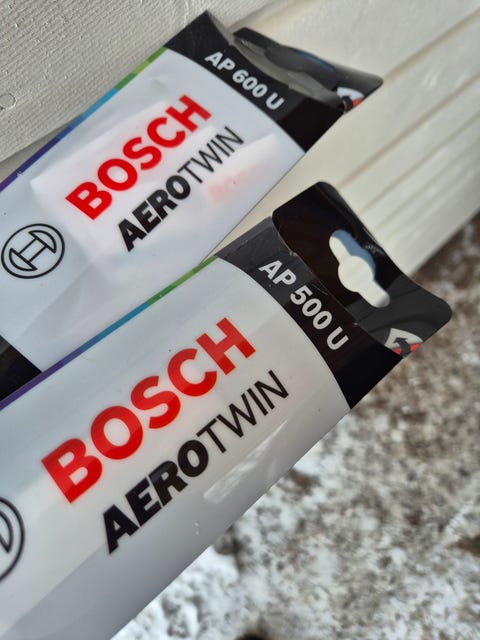 AP 600 U
BOSCH
AEROTWIN
AP 500 U
BOSCH
AEROTWIN